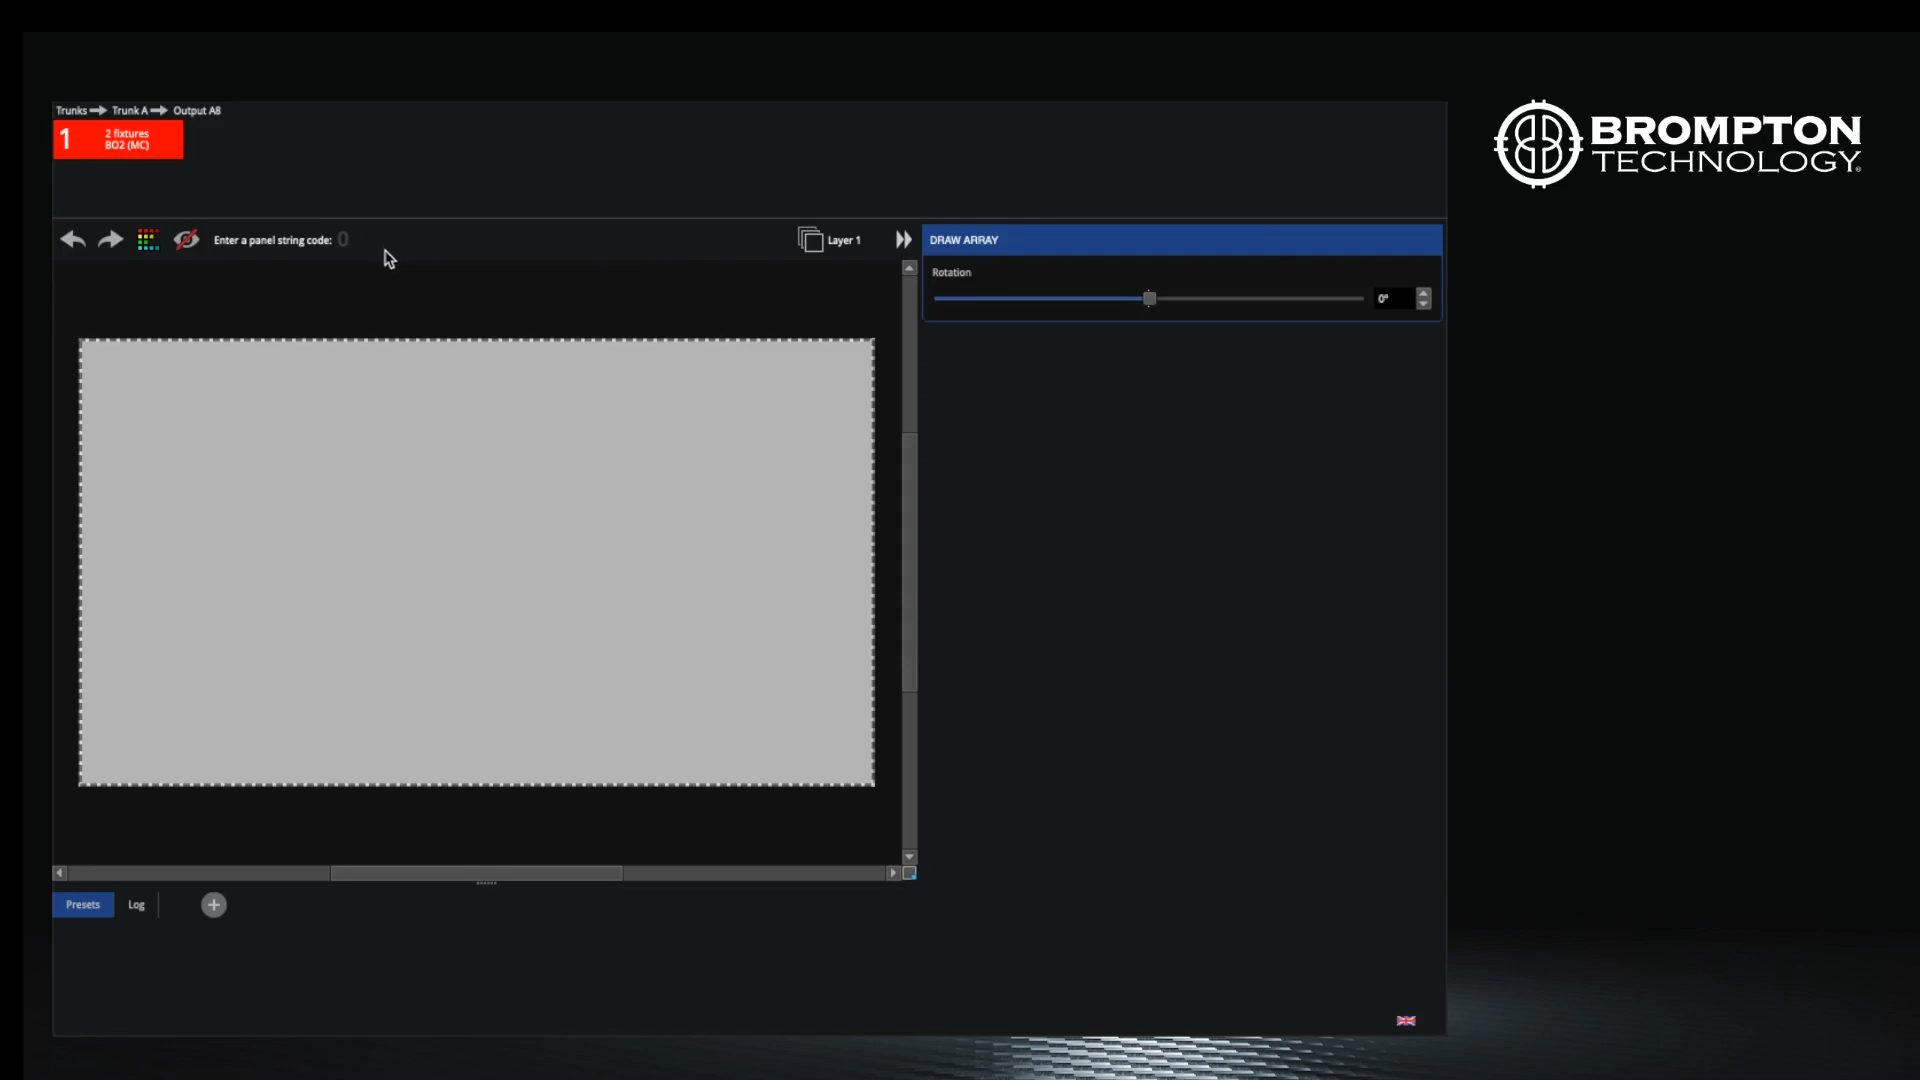 Trunks Trunk A Output A8
1
2 fixtures
BO2 (MC)
BROMPTON
TECHNOLOGY
Enter a panel string code: 0
Layer 1
DRAW ARRAY
Rotation
0°
Presets
Log